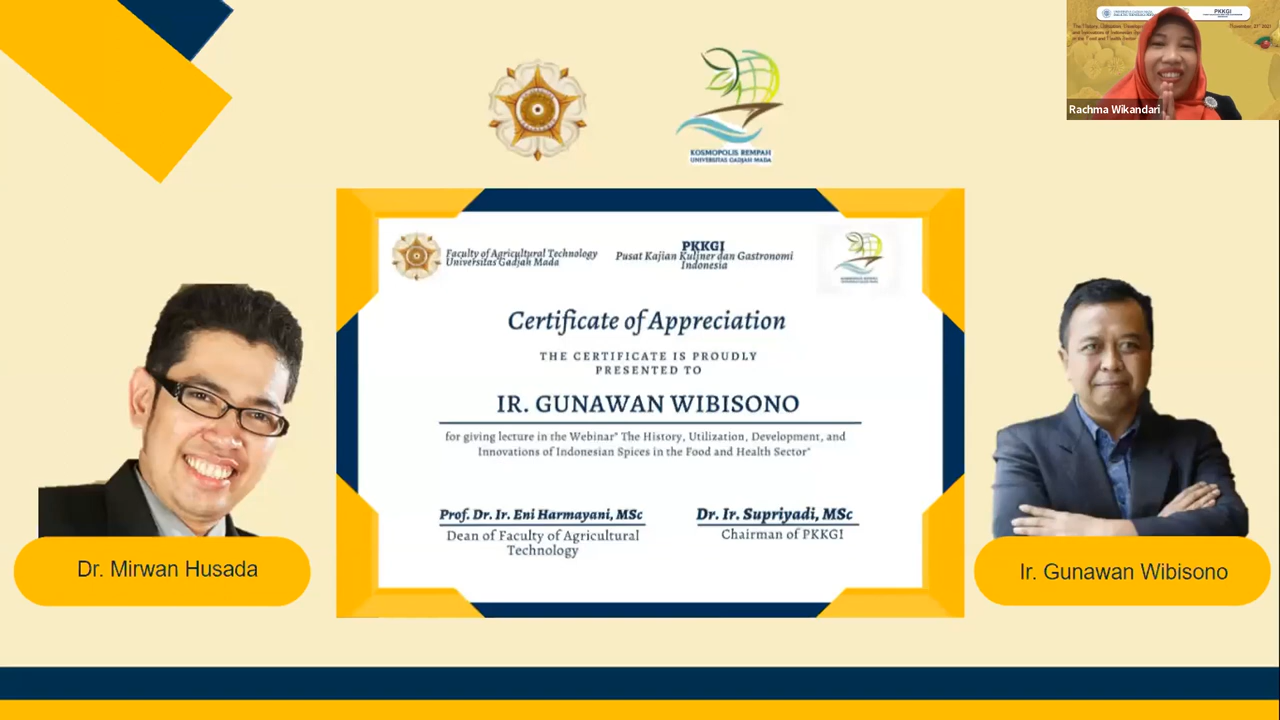 PKKGI
KOSMOPOLIS REMPAH
UNIVERSITAS GADJAH MADA
Rachma Wikandari
Faculty of Agricultural Technology
Universitas Gadjah Mada
PKKGI
Pusat Kajian Kuliner dan Gastronomi
Indonesia
Certificate of Appreciation
THE CERTIFICATE IS PROUDLY
PRESENTED TO
IR. GUNAWAN WIBISONO
for giving lecture in the Webinar" The History, Utilization, Development, and
Innovations of Indonesian Spices in the Food and Health Sector"
Prof. Dr. Ir. Eni Harmayani, MSc
Dean of Faculty of Agricultural
Technology
Dr. Ir. Supriyadi, MSc
Chairman of PKKGI
Dr. Mirwan Husada
Ir. Gunawan Wibisono